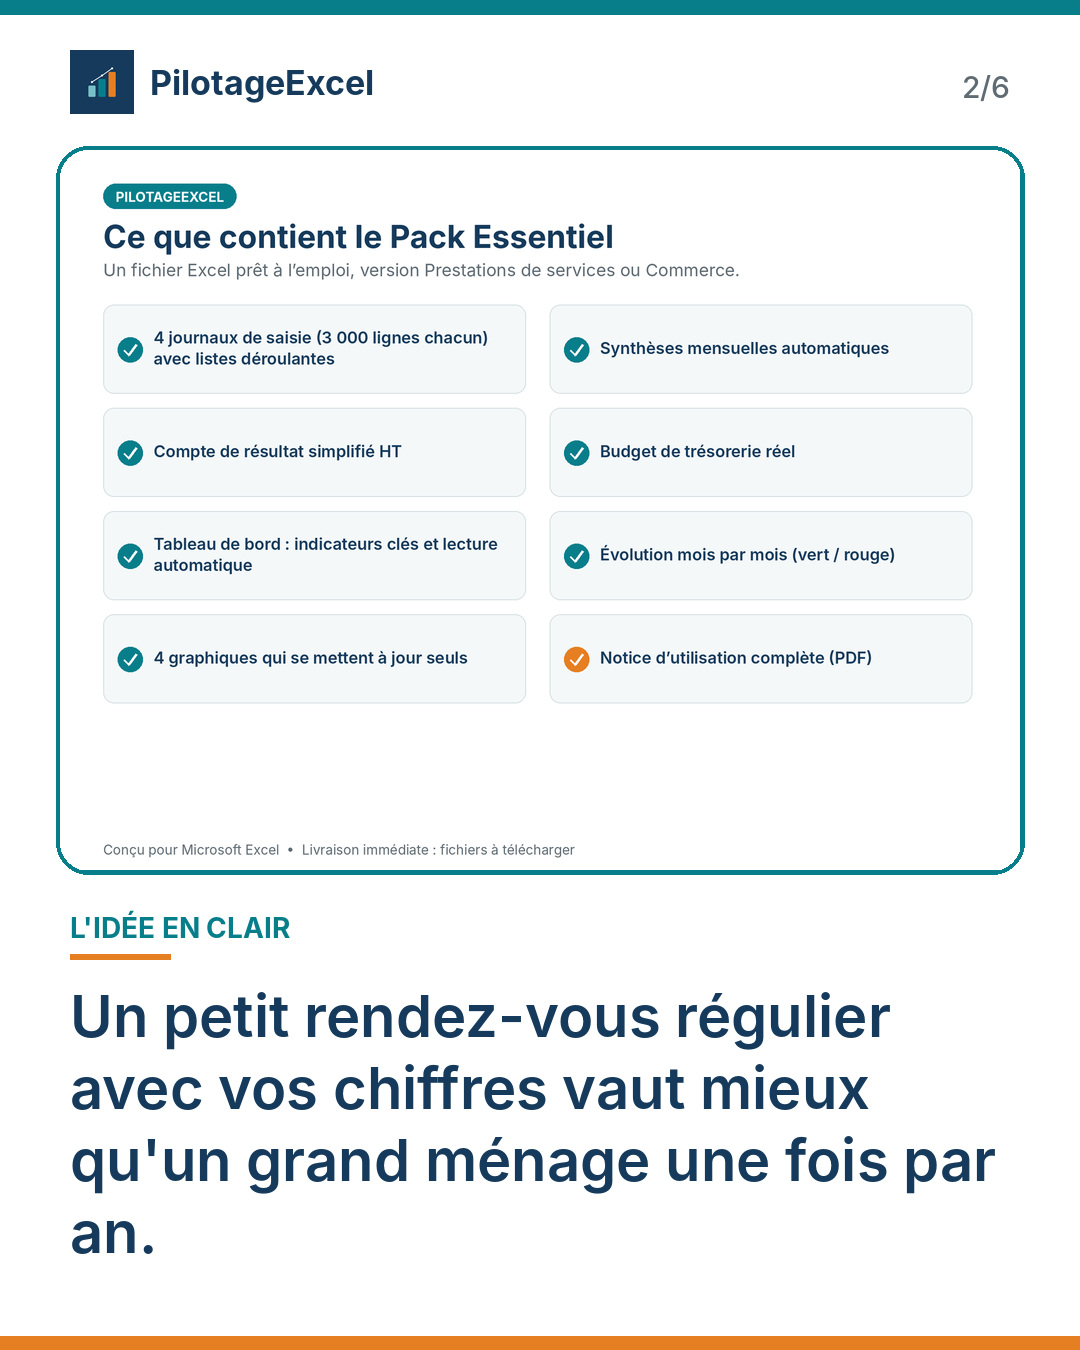 PilotageExcel
2/6
PILOTAGEEXCEL
Ce que contient le Pack Essentiel
Un fichier Excel prêt à l’emploi, version Prestations de services ou Commerce.
4 journaux de saisie (3 000 lignes chacun)
avec listes déroulantes
Synthèses mensuelles automatiques
Compte de résultat simplifié HT
Budget de trésorerie réel
Tableau de bord : indicateurs clés et lecture
automatique
Évolution mois par mois (vert / rouge)
4 graphiques qui se mettent à jour seuls
Notice d’utilisation complète (PDF)
Conçu pour Microsoft Excel • Livraison immédiate : fichiers à télécharger
L'IDÉE EN CLAIR
Un petit rendez-vous régulier
avec vos chiffres vaut mieux
qu'un grand ménage une fois par
an.